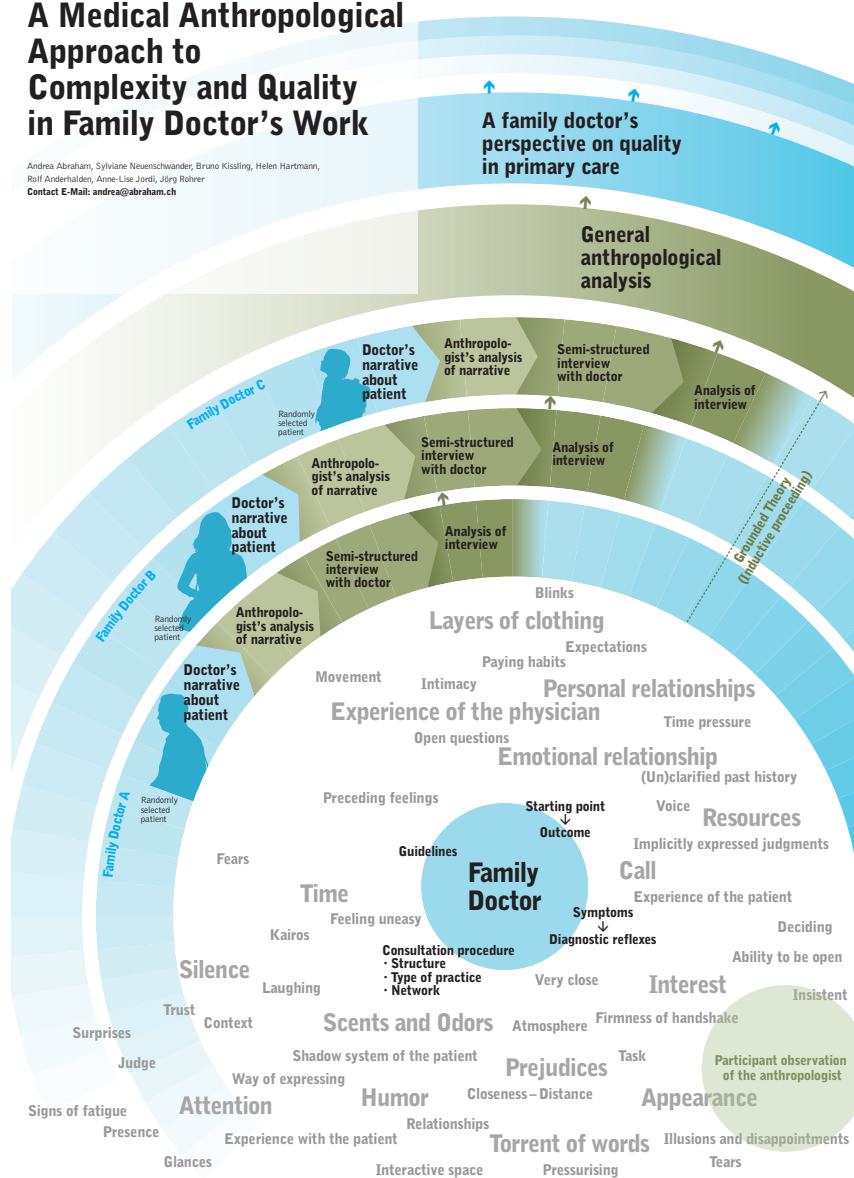 A Medical Anthropological
Approach to
Complexity and Quality
in Family Doctor's Work
Andrea Abraham, Sylviane Neuenschwander, Bruno Kissling, Helen Hartmann,
Rolf Anderhalden, Anne-Lise Jordi, Jörg Rohrer
Contact E-Mail: andrea@abraham.ch
A family doctor's
perspective on quality
in primary care
General
anthropological
analysis
Family Doctor C
Randomly
selected
patient
Doctor's
narrative
about
patient
Anthropolo-
gist's analysis
of narrative
Semi-structured
interview
with doctor
Analysis of
interview
Family Doctor B
Randomly
selected
patient
Doctor's
narrative
about
patient
Anthropolo-
gist's analysis
of narrative
Semi-structured
interview
with doctor
Analysis of
interview
Family Doctor A
Randomly
selected
patient
Doctor's
narrative
about
patient
Anthropolo-
gist's analysis
of narrative
Semi-structured
interview
with doctor
Analysis of
interview
Grounded Theory
(Inductive proceeding)
Blinks
Layers of clothing
Expectations
Paying habits
Movement
Intimacy
Personal relationships
Experience of the physician
Time pressure
Open questions
Emotional relationship
(Un)clarified past history
Preceding feelings
Starting point
↓
Outcome
Voice
Resources
Implicitly expressed judgments
Guidelines
Fears
Family
Doctor
Call
Time
Experience of the patient
Feeling uneasy
Symptoms
↓
Diagnostic reflexes
Kairos
Deciding
Consultation procedure
· Structure
· Type of practice
· Network
Ability to be open
Silence
Very close
Interest
Laughing
Insistent
Trust
Context
Scents and Odors
Atmosphere
Firmness of handshake
Surprises
Judge
Shadow system of the patient
Prejudices
Task
Participant observation
of the anthropologist
Way of expressing
Humor
Closeness – Distance
Appearance
Signs of fatigue
Attention
Relationships
Presence
Experience with the patient
Torrent of words
Illusions and disappointments
Glances
Interactive space
Pressurising
Tears